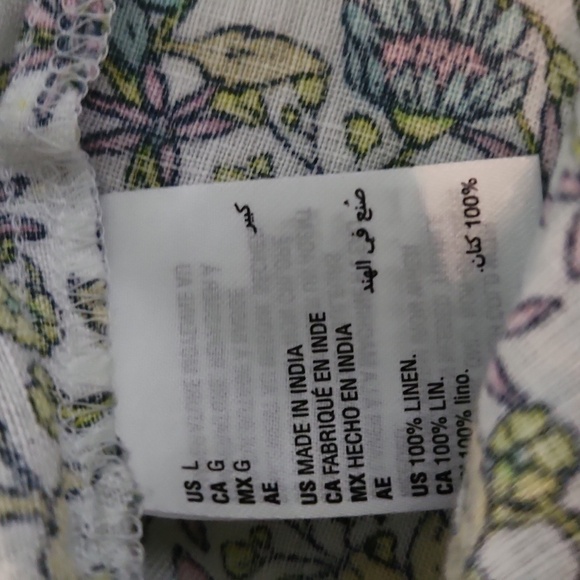 US L
CA G
MX G
AE كبير
US MADE IN INDIA
CA FABRIQUÉ EN INDE
MX HECHO EN INDIA
AE صنع في الهند
US 100% LINEN.
CA 100% LIN.
100% lino.
100% كتان.